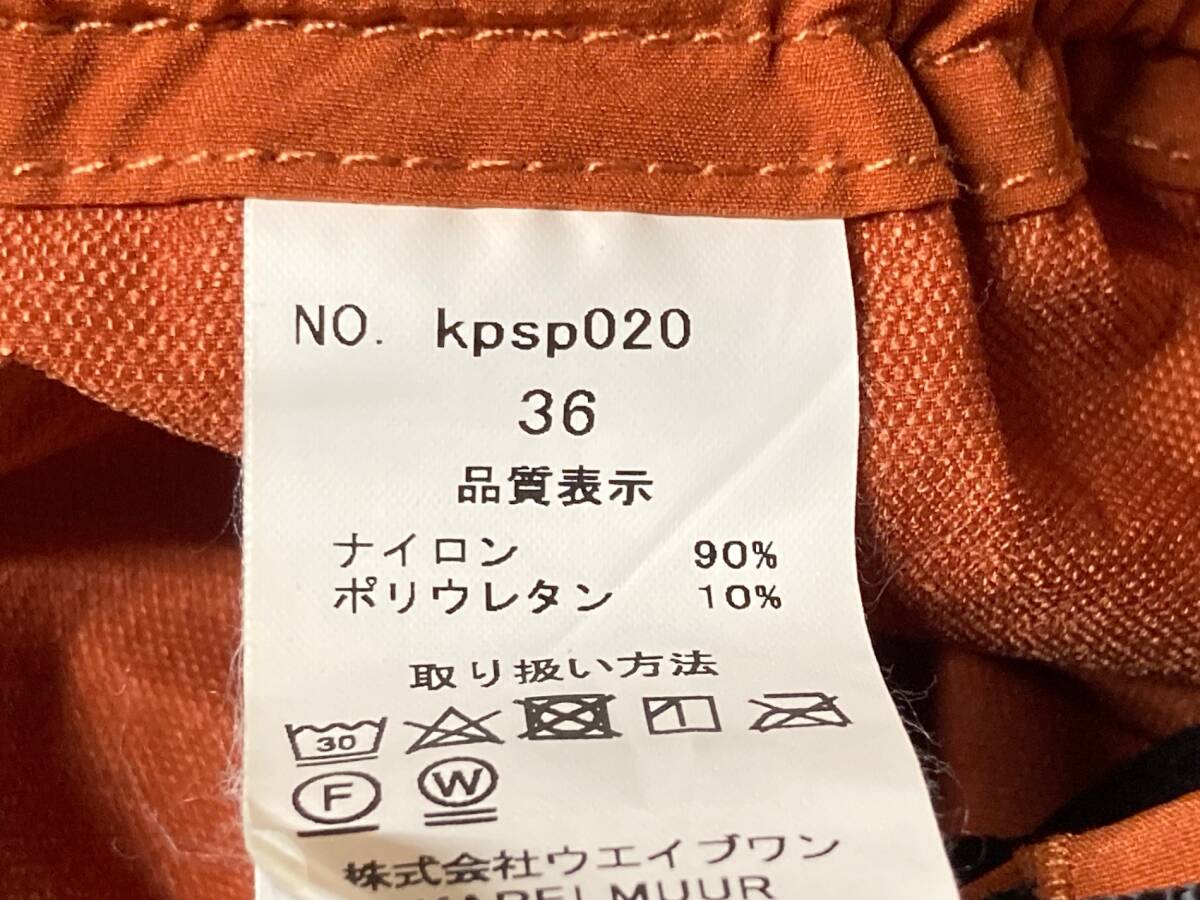 NO. kpsp020
36
品質表示
ナイロン 90%
ポリウレタン 10%
取り扱い方法
30
F W
株式会社ウエイブワン
KAPELMUUR